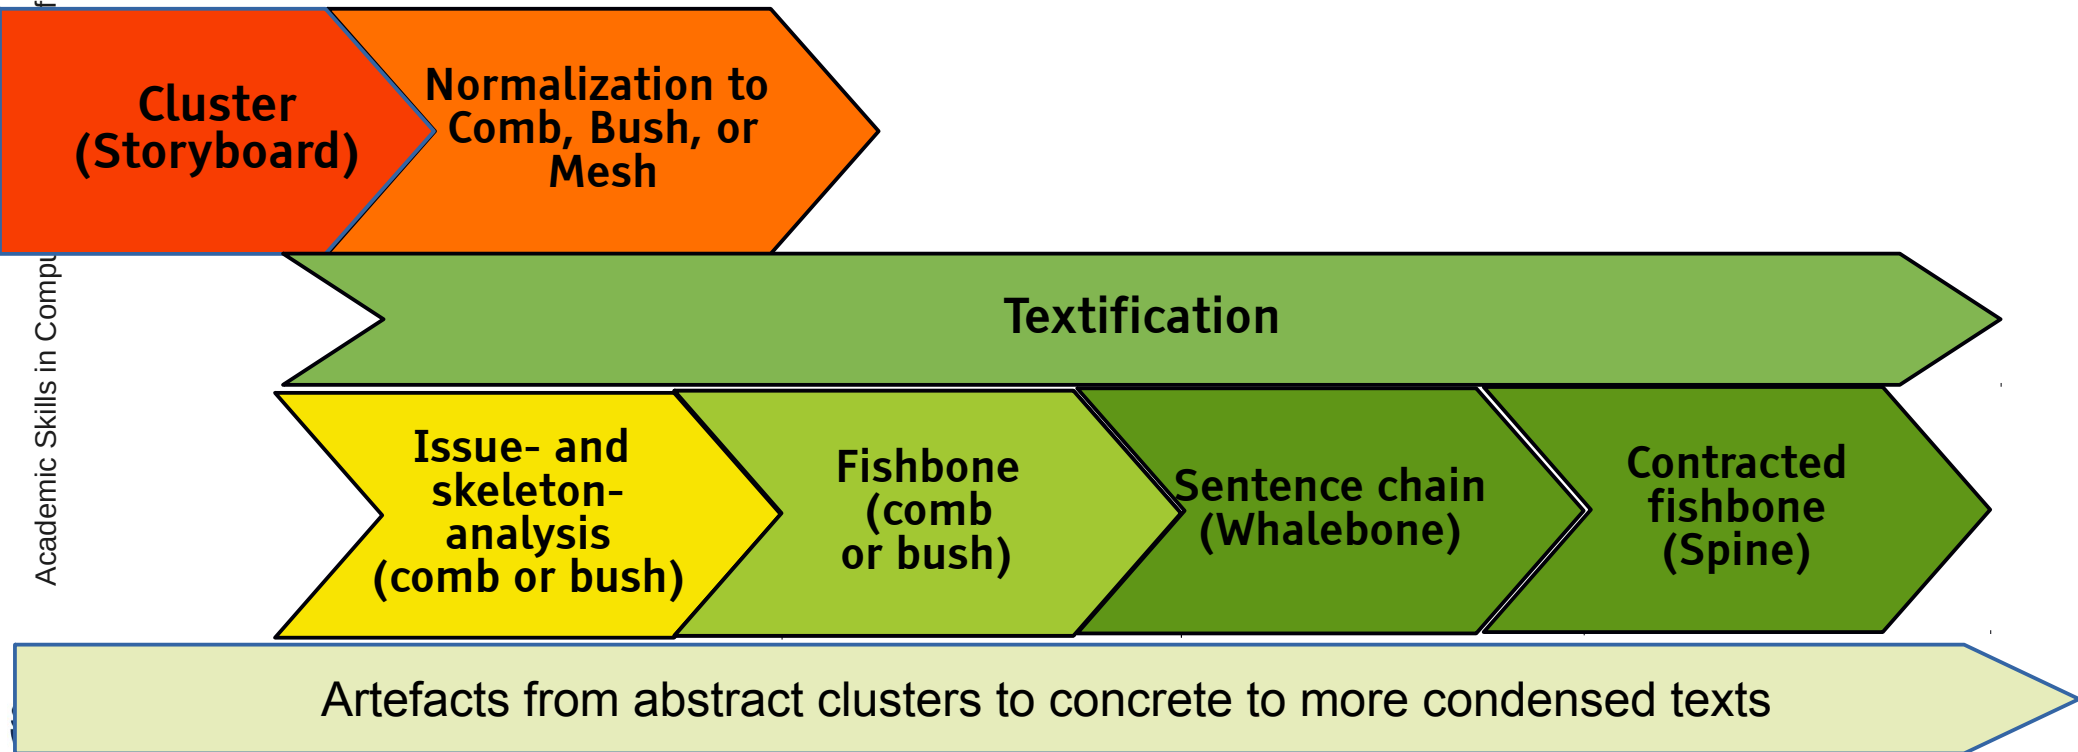 Cluster
(Storyboard)
Normalization to
Comb, Bush, or
Mesh
Textification
Issue- and
skeleton-
analysis
(comb or bush)
Fishbone
(comb
or bush)
Sentence chain
(Whalebone)
Contracted
fishbone
(Spine)
Artefacts from abstract clusters to concrete to more condensed texts
Academic Skills in